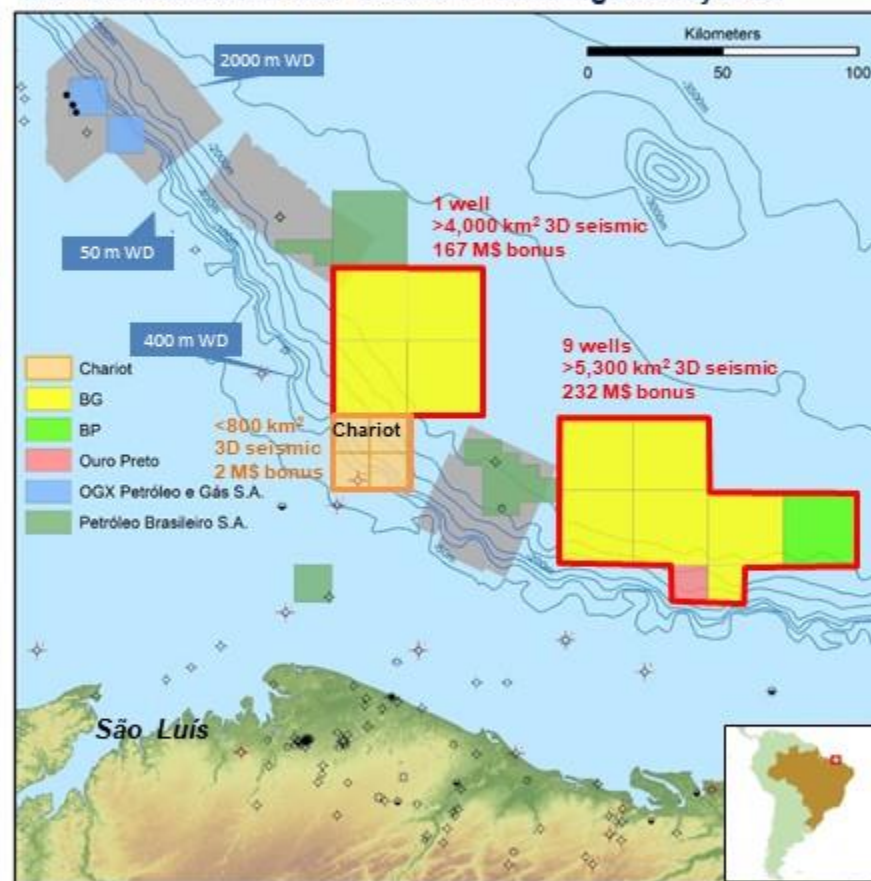 Kilometers
0 50 100
2000 m WD
-3500m
-2000m
1 well
>4,000 km² 3D seismic
167 M$ bonus
50 m WD
400 m WD
9 wells
>5,300 km² 3D seismic
232 M$ bonus
Chariot
BG
BP
Ouro Preto
OGX Petróleo e Gás S.A.
Petróleo Brasileiro S.A.
<800 km²
3D seismic
2 M$ bonus
Chariot
São Luís